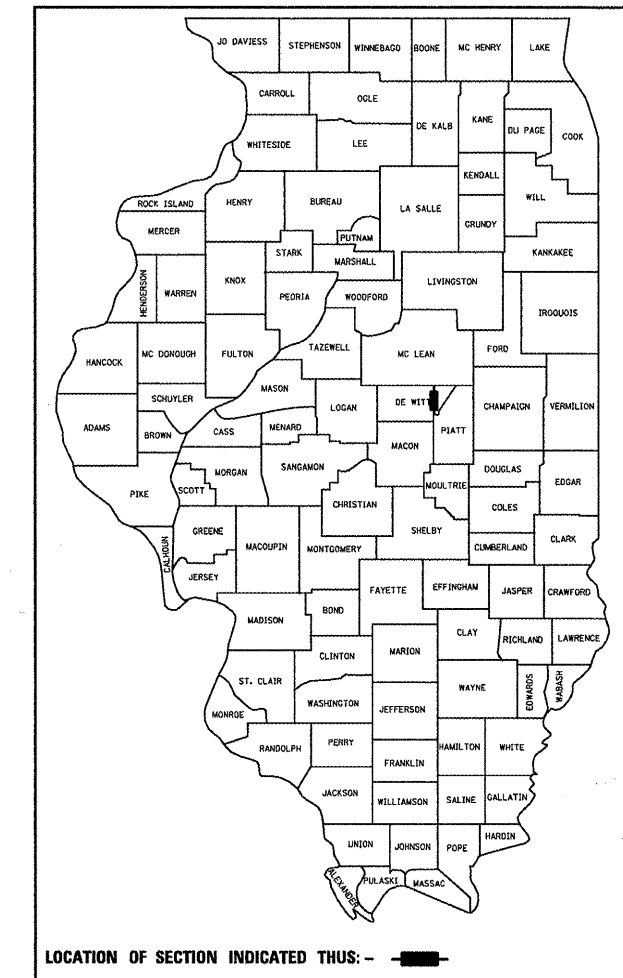 JO DAVIESS STEPHENSON WINNEBAGO BOONE MC HENRY LAKE
CARROLL OGLE DE KALB KANE DU PAGE COOK
WHITESIDE LEE
KENDALL
ROCK ISLAND HENRY BUREAU LA SALLE GRUNDY WILL
MERCER PUTNAM
STARK MARSHALL KANKAKEE
HENDERSON WARREN KNOX PEORIA WOODFORD LIVINGSTON IROQUOIS
HANCOCK MC DONOUGH FULTON TAZEWELL MC LEAN FORD
MASON
SCHUYLER LOGAN DE WITT CHAMPAIGN VERMILION
ADAMS BROWN CASS MENARD MACON PIATT
PIKE SCOTT MORGAN SANGAMON MOULTRIE DOUGLAS EDGAR
CHRISTIAN COLES
CALHOUN GREENE MACOUPIN MONTGOMERY SHELBY CUMBERLAND CLARK
JERSEY FAYETTE EFFINGHAM JASPER CRAWFORD
MADISON BOND
CLAY RICHLAND LAWRENCE
CLINTON MARION
ST. CLAIR WAYNE EDWARDS WABASH
WASHINGTON JEFFERSON
MONROE
RANDOLPH PERRY HAMILTON WHITE
FRANKLIN
JACKSON WILLIAMSON SALINE GALLATIN
UNION JOHNSON POPE HARDIN
ALEXANDER PULASKI MASSAC
LOCATION OF SECTION INDICATED THUS: -